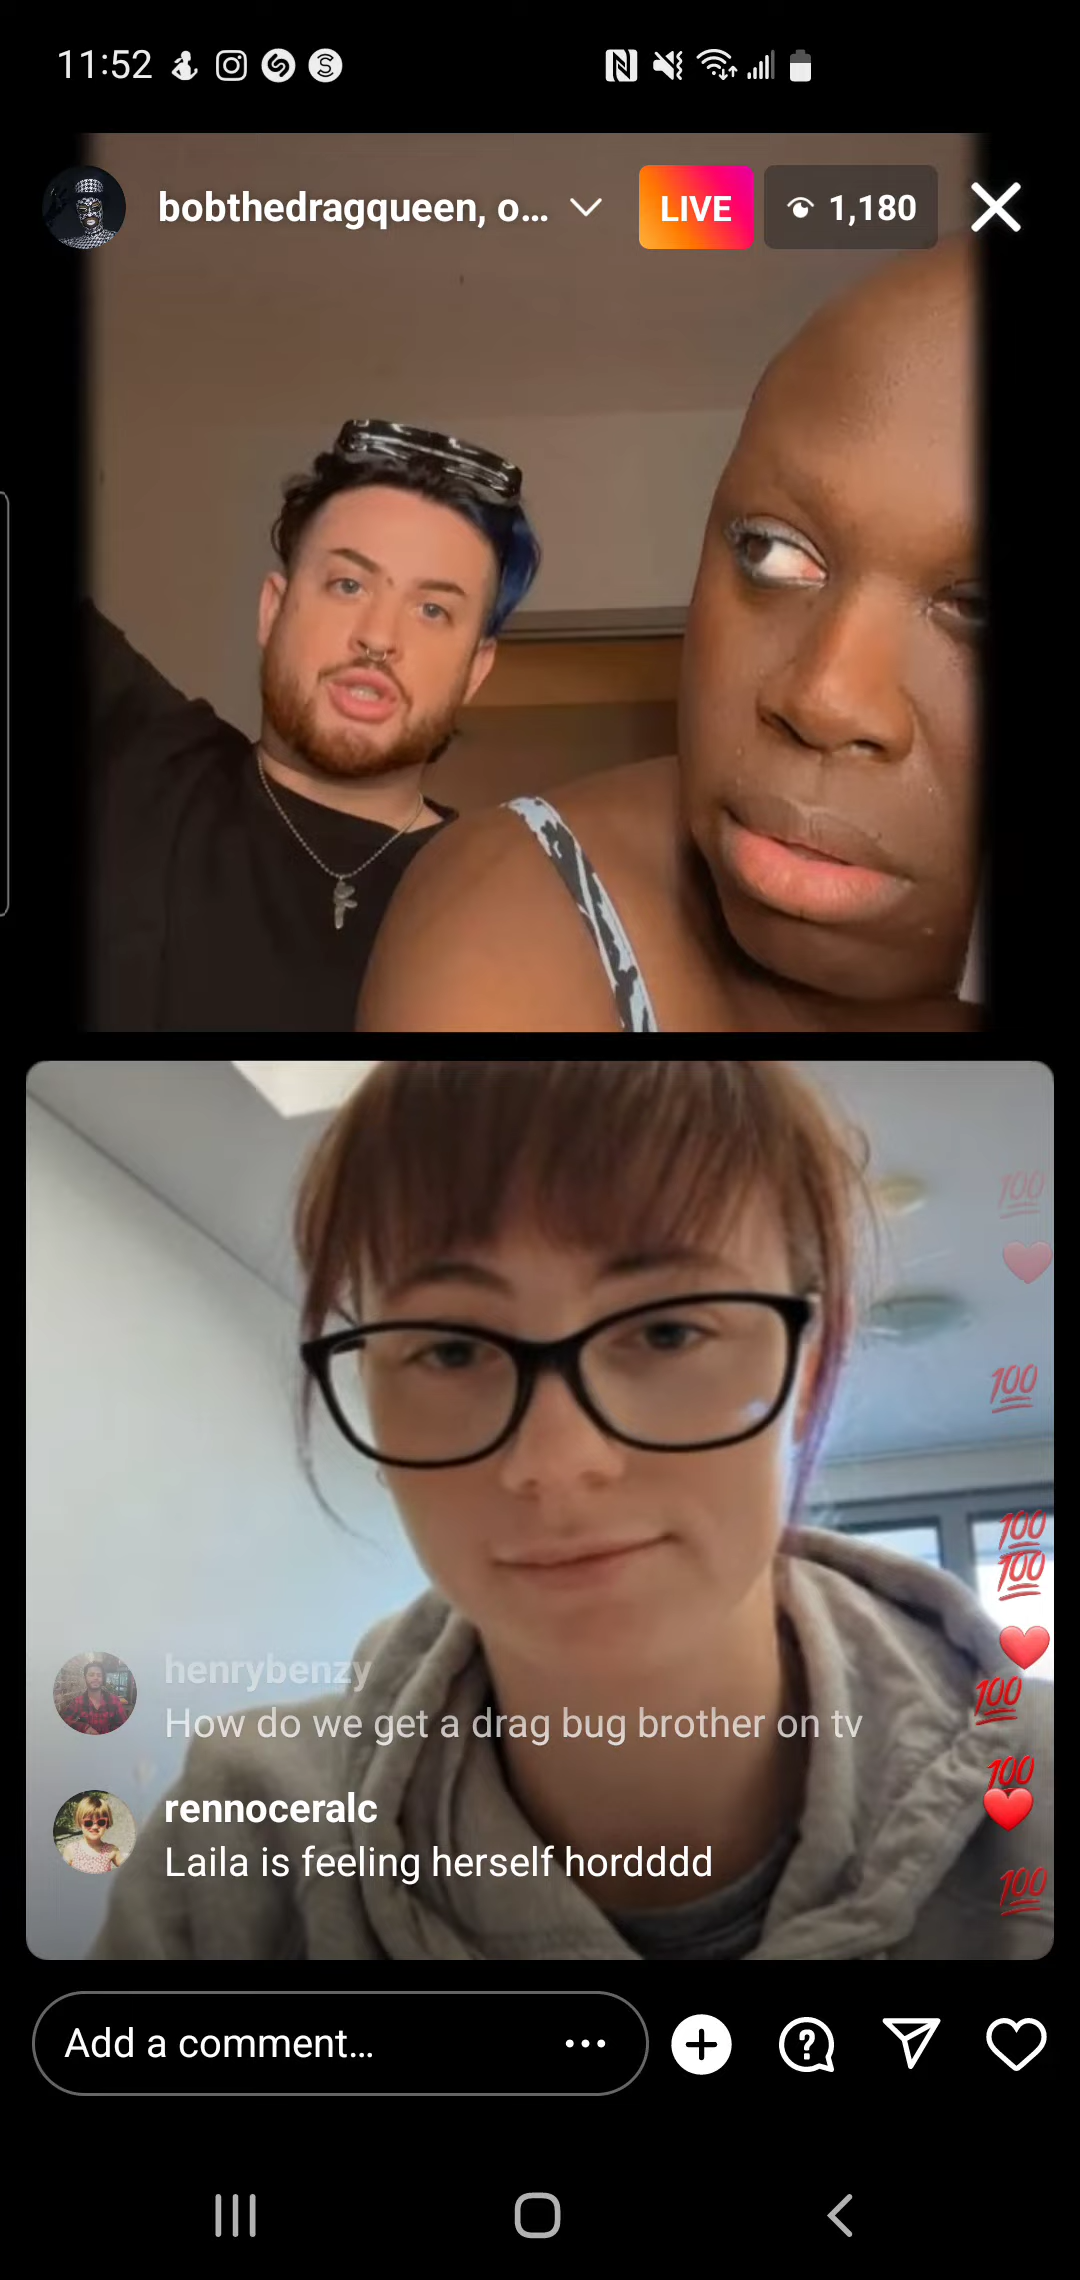 11:52
bobthedragqueen, o...
LIVE
1,180
100
100
100
100
100
100
100
henrybenzy
How do we get a drag bug brother on tv
rennoceralc
Laila is feeling herself hordddd
Add a comment...